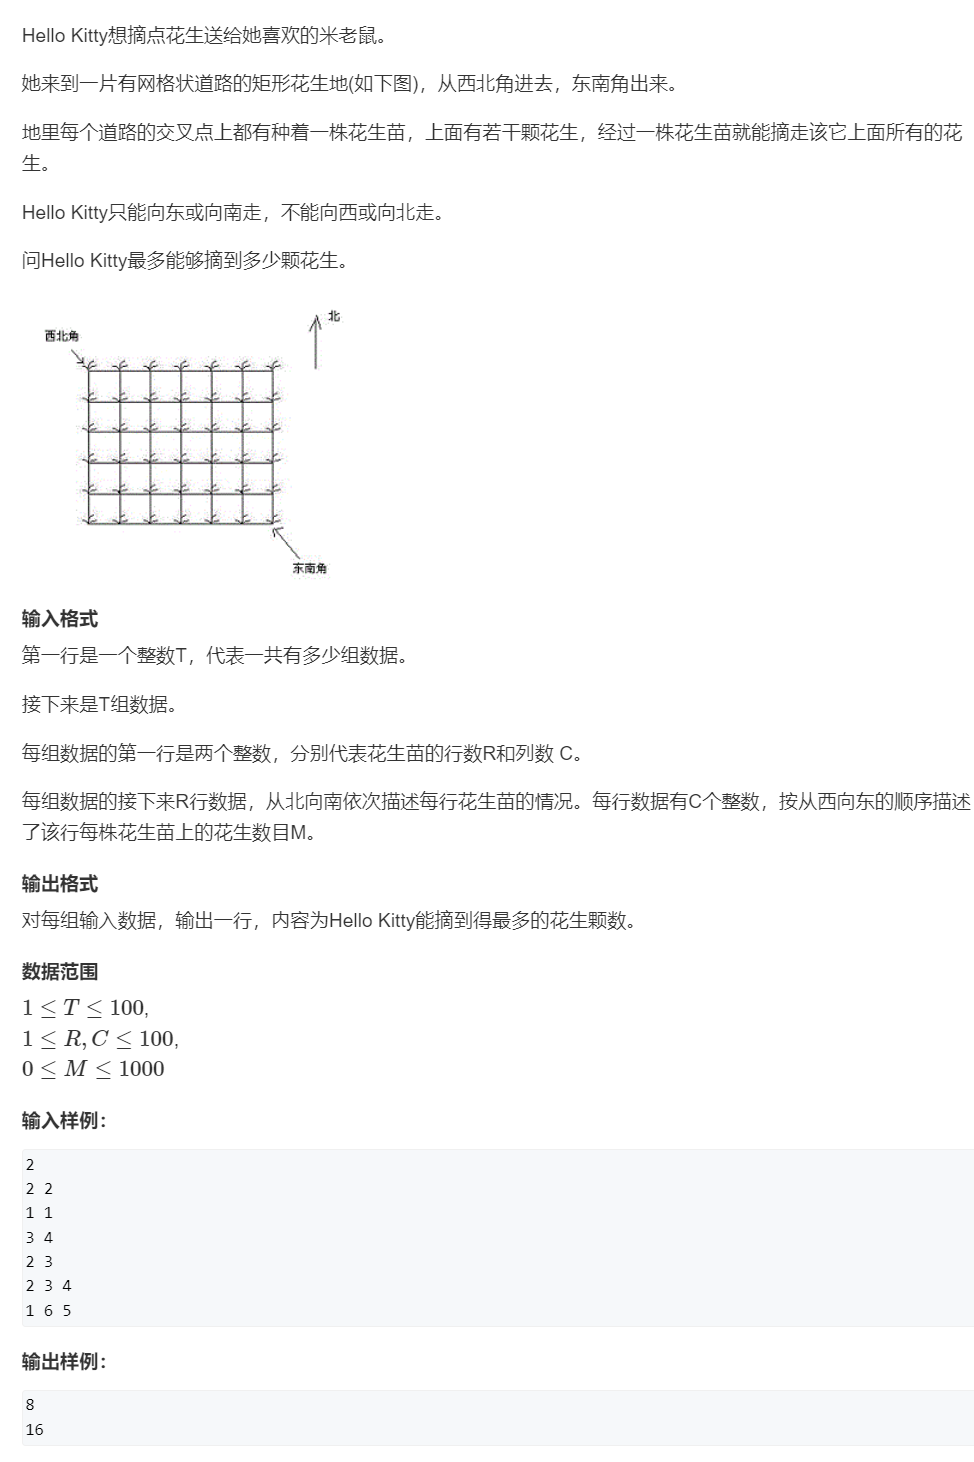 Hello Kitty想摘点花生送给她喜欢的米老鼠。
她来到一片有网格状道路的矩形花生地(如下图)，从西北角进去，东南角出来。
地里每个道路的交叉点上都有种着一株花生苗，上面有若干颗花生，经过一株花生苗就能摘走该它上面所有的花
生。
Hello Kitty只能向东或向南走，不能向西或向北走。
问Hello Kitty最多能够摘到多少颗花生。
北
西北角
东南角
输入格式
第一行是一个整数T，代表一共有多少组数据。
接下来是T组数据。
每组数据的第一行是两个整数，分别代表花生苗的行数R和列数 C。
每组数据的接下来R行数据，从北向南依次描述每行花生苗的情况。每行数据有C个整数，按从西向东的顺序描述
了该行每株花生苗上的花生数目M。
输出格式
对每组输入数据，输出一行，内容为Hello Kitty能摘到得最多的花生颗数。
数据范围
1 ≤ T ≤ 100,
1 ≤ R, C ≤ 100,
0 ≤ M ≤ 1000
输入样例：
2
2 2
1 1
3 4
2 3
2 3 4
1 6 5
输出样例：
8
16